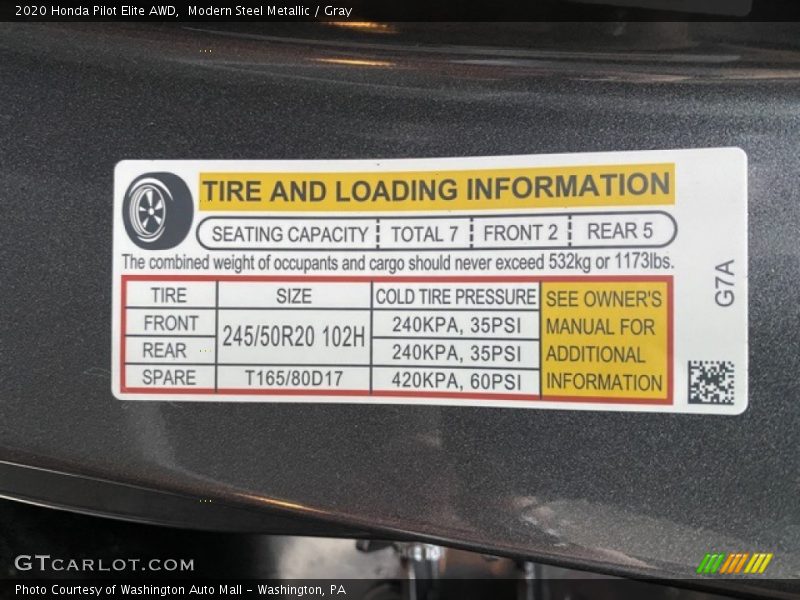 2020 Honda Pilot Elite AWD,  Modern Steel Metallic / Gray
TIRE AND LOADING INFORMATION
SEATING CAPACITY TOTAL 7 FRONT 2 REAR 5
The combined weight of occupants and cargo should never exceed 532kg or 1173lbs.
TIRE SIZE COLD TIRE PRESSURE
FRONT 245/50R20 102H 240KPA, 35PSI
REAR 240KPA, 35PSI
SPARE T165/80D17 420KPA, 60PSI
SEE OWNER'S
MANUAL FOR
ADDITIONAL
INFORMATION
G7A
GTCARLOT.COM
Photo Courtesy of Washington Auto Mall – Washington, PA